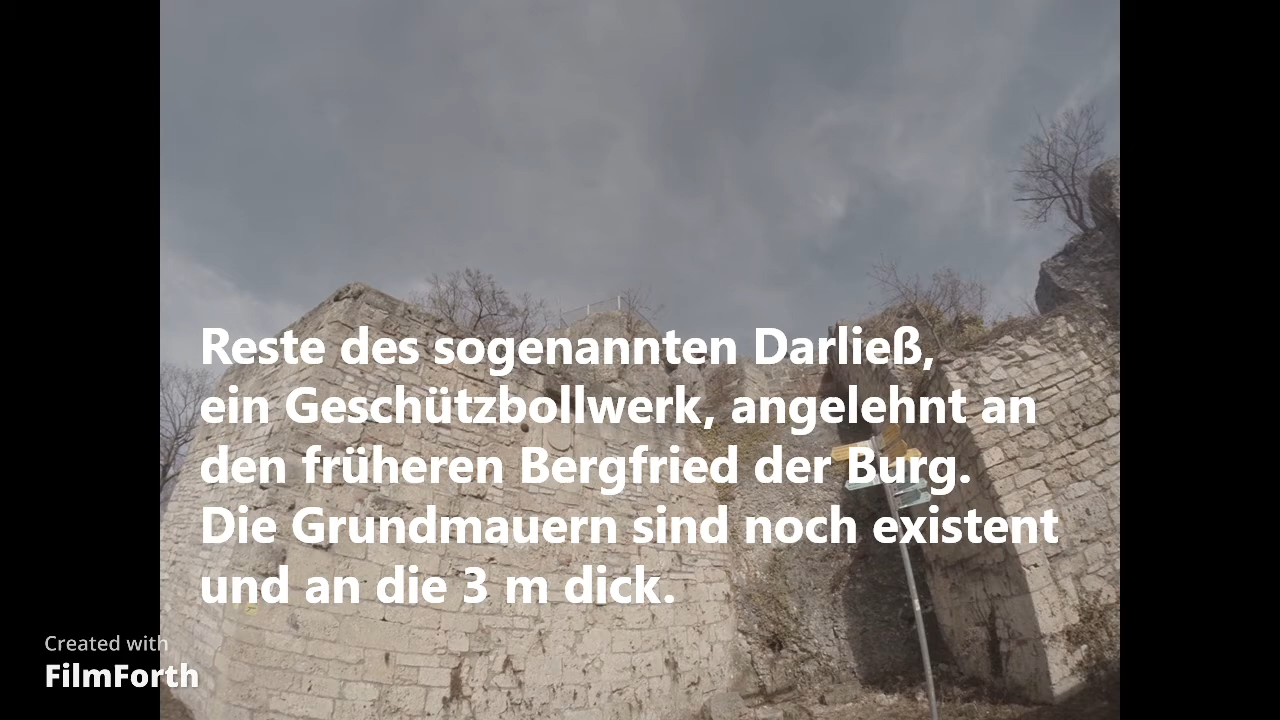 Reste des sogenannten Darließ,
ein Geschützbollwerk, angelehnt an
den früheren Bergfried der Burg.
Die Grundmauern sind noch existent
und an die 3 m dick.
Created with
FilmForth